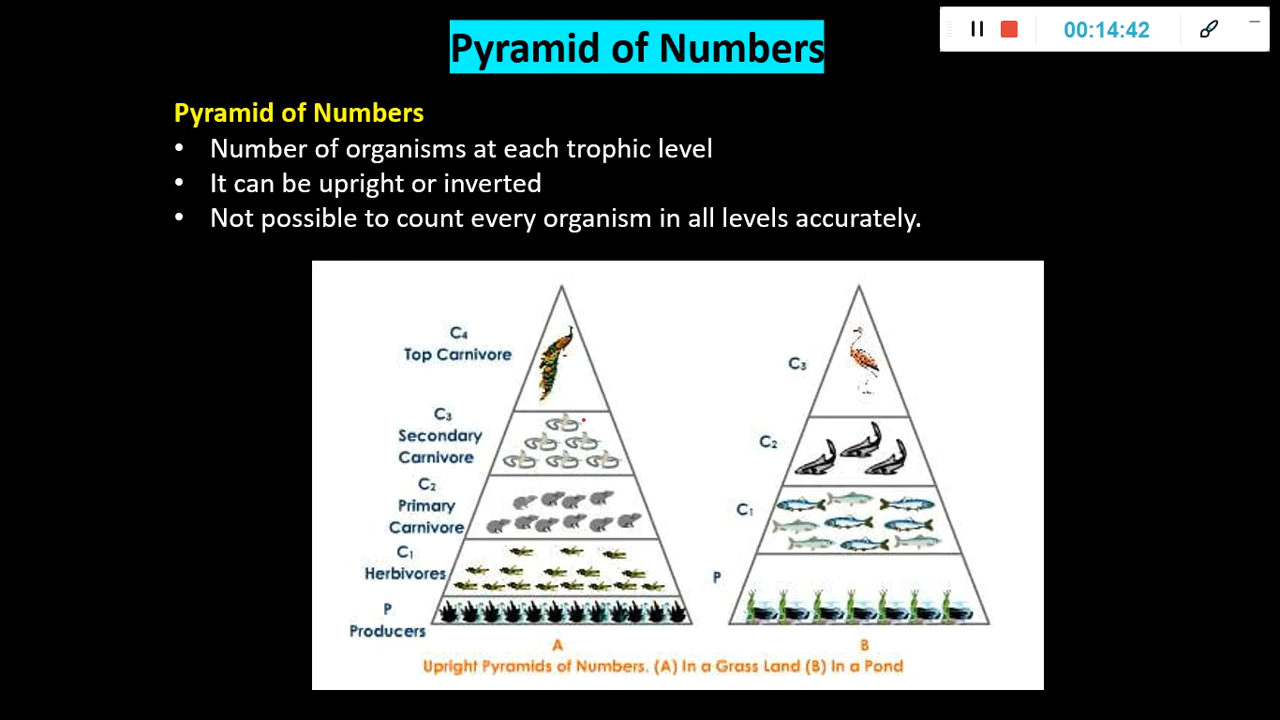 Pyramid of Numbers
00:14:42
Pyramid of Numbers
• Number of organisms at each trophic level
• It can be upright or inverted
• Not possible to count every organism in all levels accurately.
C4
Top Carnivore
C3
Secondary
Carnivore
C2
Primary
Carnivore
C1
Herbivores
P
Producers
A
C3
C2
C1
P
B
Upright Pyramids of Numbers. (A) In a Grass Land (B) In a Pond